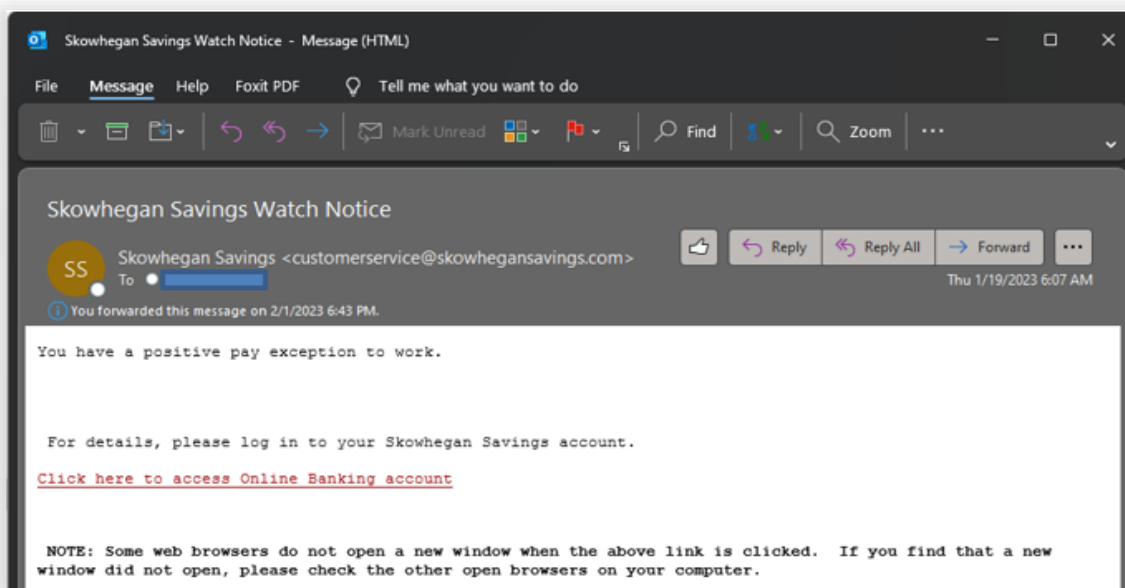 Skowhegan Savings Watch Notice - Message (HTML)
File Message Help Foxit PDF Tell me what you want to do
Mark Unread Find Zoom ...
Skowhegan Savings Watch Notice
SS
Skowhegan Savings <customerservice@skowhegansavings.com>
Reply Reply All Forward ...
To
Thu 1/19/2023 6:07 AM
You forwarded this message on 2/1/2023 6:43 PM.
You have a positive pay exception to work.
For details, please log in to your Skowhegan Savings account.
Click here to access Online Banking account
NOTE: Some web browsers do not open a new window when the above link is clicked. If you find that a new
window did not open, please check the other open browsers on your computer.